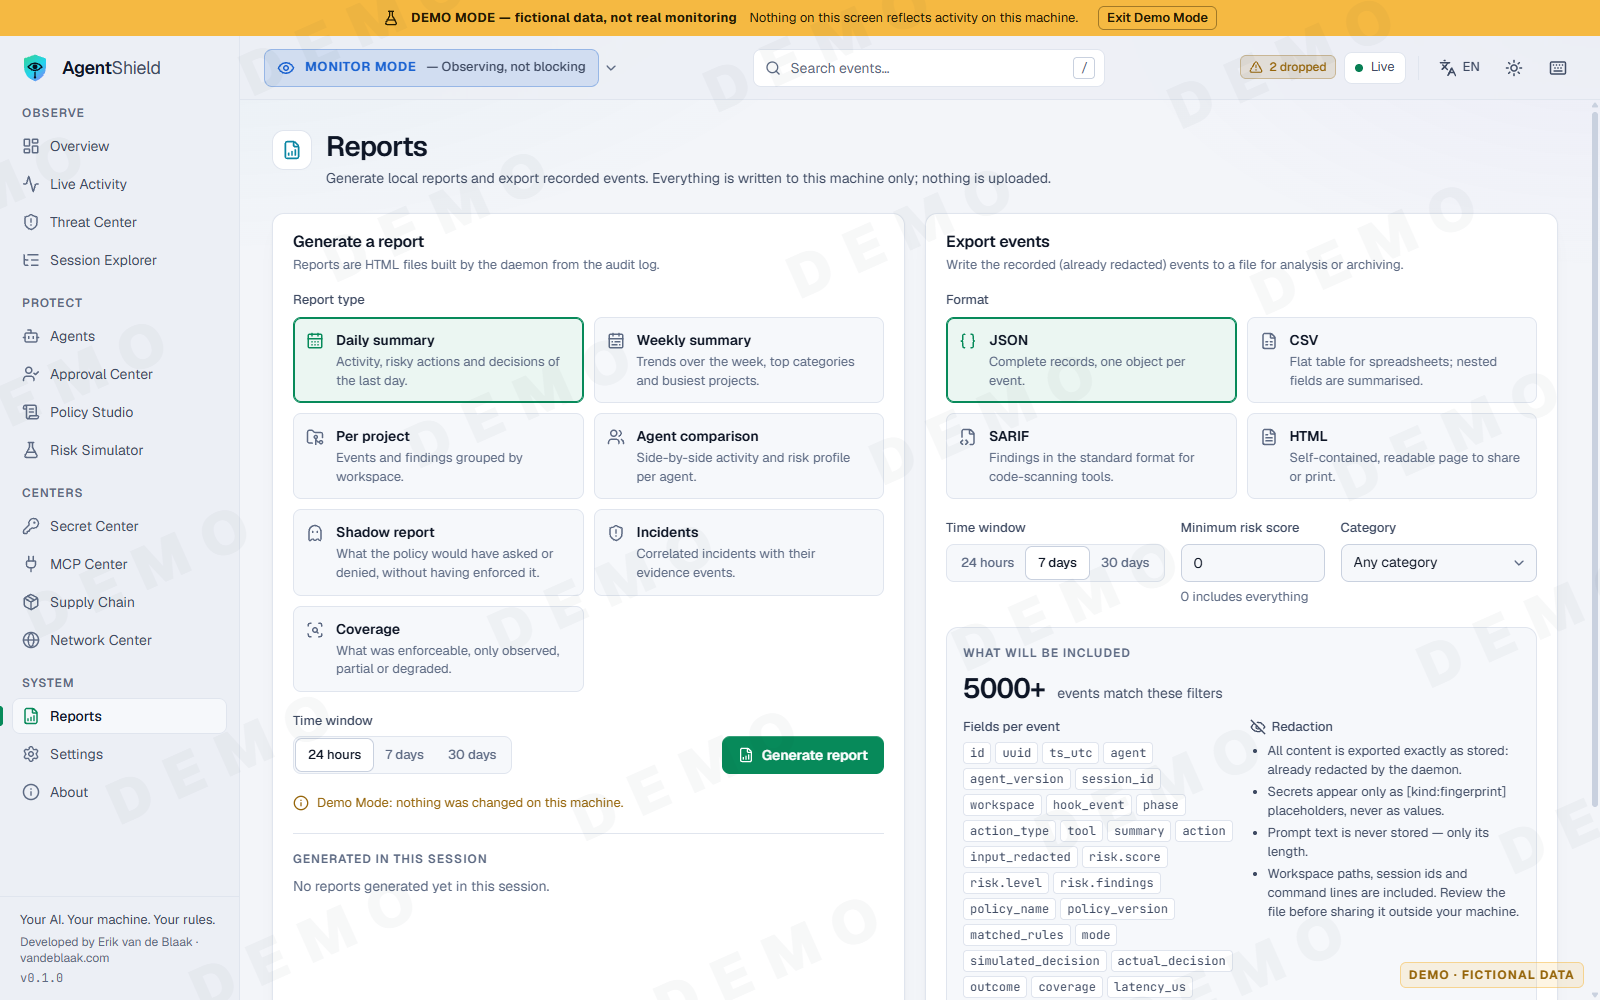 DEMO MODE — fictional data, not real monitoring Nothing on this screen reflects activity on this machine. Exit Demo Mode
AgentShield
MONITOR MODE — Observing, not blocking
Search events... /
2 dropped
Live
EN
OBSERVE
Overview
Live Activity
Threat Center
Session Explorer
PROTECT
Agents
Approval Center
Policy Studio
Risk Simulator
CENTERS
Secret Center
MCP Center
Supply Chain
Network Center
SYSTEM
Reports
Settings
About
Your AI. Your machine. Your rules.
Developed by Erik van de Blaak ·
vandeblaak.com
v0.1.0
Reports
Generate local reports and export recorded events. Everything is written to this machine only; nothing is uploaded.
Generate a report
Reports are HTML files built by the daemon from the audit log.
Report type
Daily summary
Activity, risky actions and decisions of
the last day.
Weekly summary
Trends over the week, top categories
and busiest projects.
Per project
Events and findings grouped by
workspace.
Agent comparison
Side-by-side activity and risk profile
per agent.
Shadow report
What the policy would have asked or
denied, without having enforced it.
Incidents
Correlated incidents with their
evidence events.
Coverage
What was enforceable, only observed,
partial or degraded.
Time window
24 hours 7 days 30 days
Generate report
Demo Mode: nothing was changed on this machine.
GENERATED IN THIS SESSION
No reports generated yet in this session.
Export events
Write the recorded (already redacted) events to a file for analysis or archiving.
Format
JSON
Complete records, one object per
event.
CSV
Flat table for spreadsheets; nested
fields are summarised.
SARIF
Findings in the standard format for
code-scanning tools.
HTML
Self-contained, readable page to share
or print.
Time window
24 hours 7 days 30 days
Minimum risk score
0
0 includes everything
Category
Any category
WHAT WILL BE INCLUDED
5000+ events match these filters
Fields per event
id uuid ts_utc agent
agent_version session_id
workspace hook_event phase
action_type tool summary action
input_redacted risk.score
risk.level risk.findings
policy_name policy_version
matched_rules mode
simulated_decision actual_decision
outcome coverage latency_us
Redaction
All content is exported exactly as stored:
already redacted by the daemon.
Secrets appear only as [kind:fingerprint]
placeholders, never as values.
Prompt text is never stored — only its
length.
Workspace paths, session ids and
command lines are included. Review the
file before sharing it outside your machine.
DEMO · FICTIONAL DATA